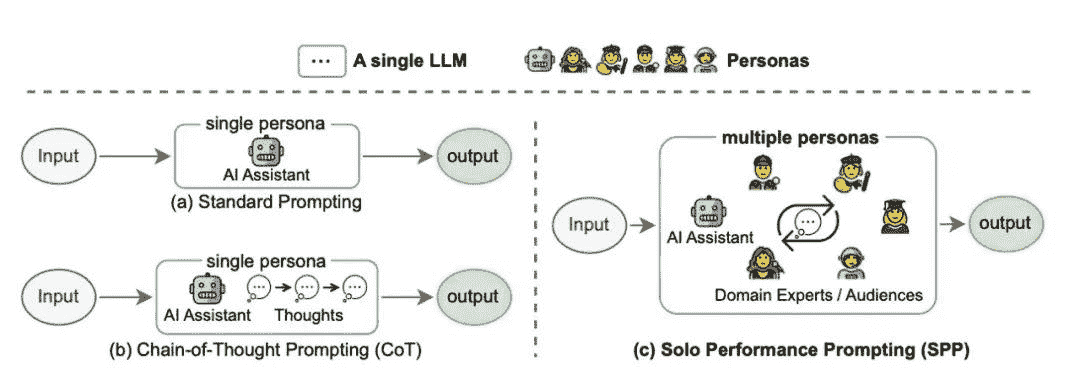 ... A single LLM
Personas
single persona
Input
AI Assistant
output
(a) Standard Prompting
single persona
Input
AI Assistant
Thoughts
output
(b) Chain-of-Thought Prompting (CoT)
multiple personas
Input
AI Assistant
output
Domain Experts / Audiences
(c) Solo Performance Prompting (SPP)